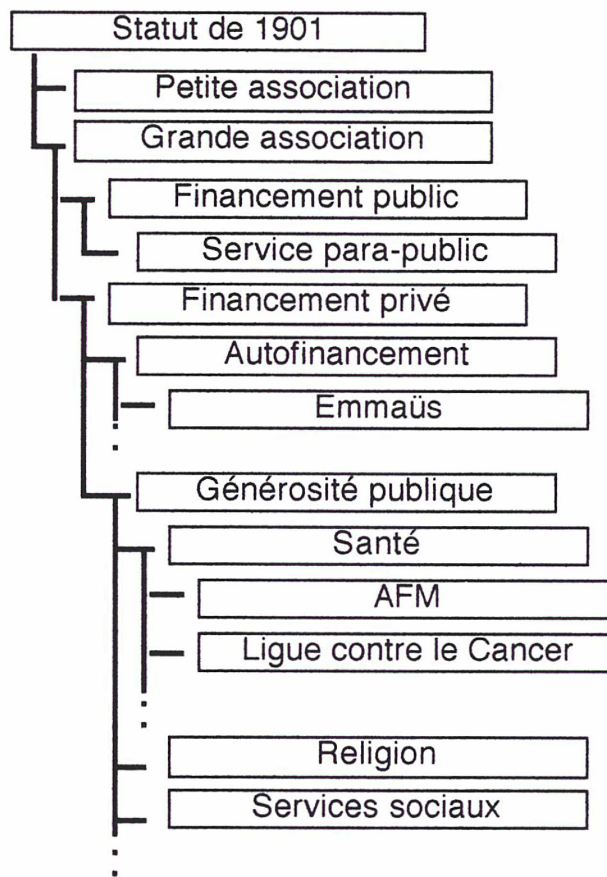 Statut de 1901
Petite association
Grande association
Financement public
Service para-public
Financement privé
Autofinancement
Emmaüs
Générosité publique
Santé
AFM
Ligue contre le Cancer
Religion
Services sociaux